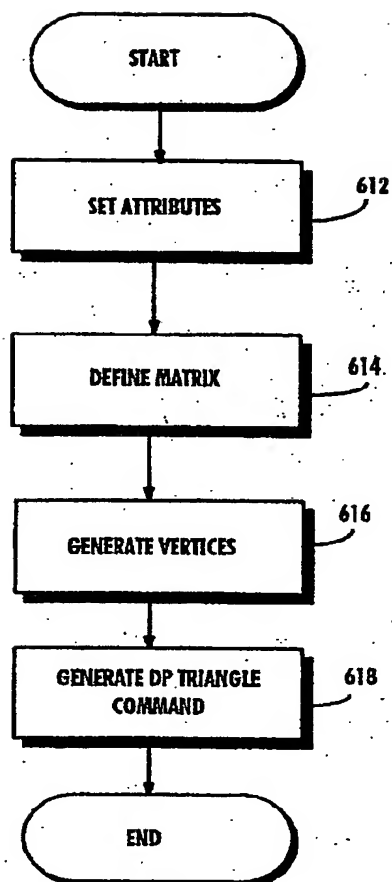 START
SET ATTRIBUTES
612
DEFINE MATRIX
614
GENERATE VERTICES
616
GENERATE DP TRIANGLE
COMMAND
618
END